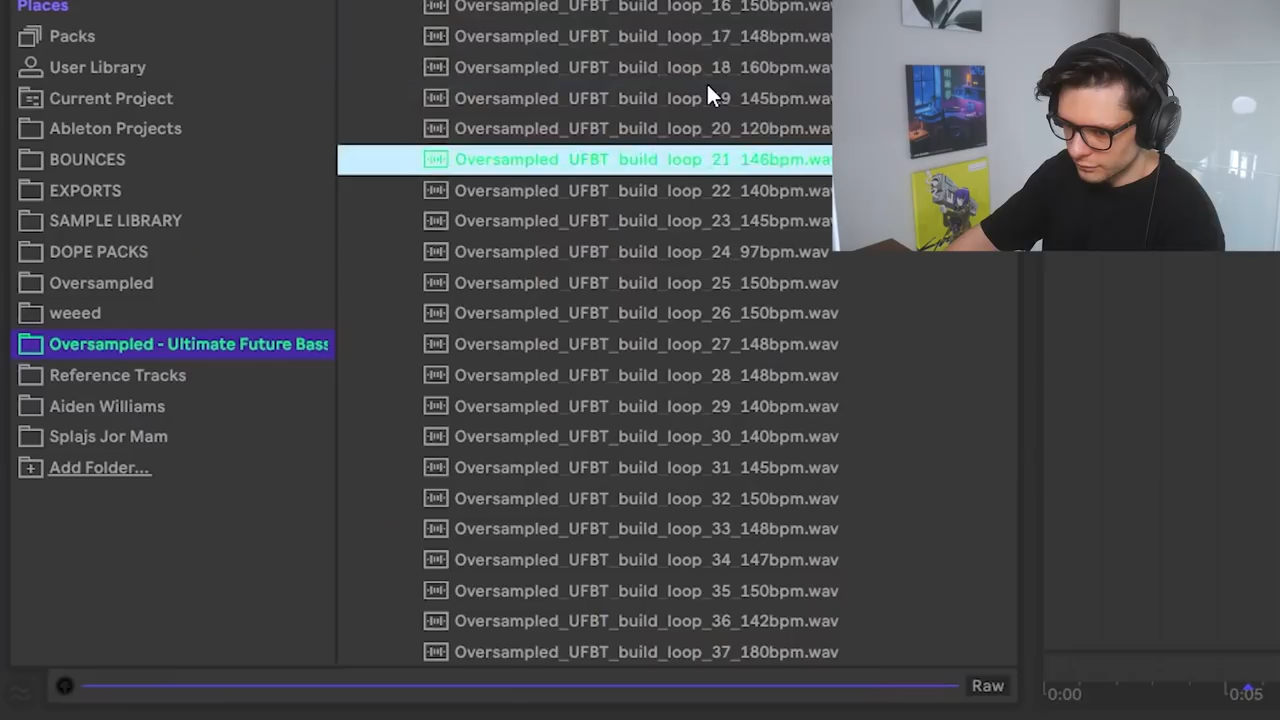 Places
Packs
User Library
Current Project
Ableton Projects
BOUNCES
EXPORTS
SAMPLE LIBRARY
DOPE PACKS
Oversampled
weeed
Oversampled - Ultimate Future Bass
Reference Tracks
Aiden Williams
Splajs Jor Mam
Add Folder...
Oversampled_UFBT_build_loop_16_150bpm.wav
Oversampled_UFBT_build_loop_17_148bpm.wav
Oversampled_UFBT_build_loop_18_160bpm.wav
Oversampled_UFBT_build_loop_19_145bpm.wav
Oversampled_UFBT_build_loop_20_120bpm.wav
Oversampled_UFBT_build_loop_21_146bpm.wav
Oversampled_UFBT_build_loop_22_140bpm.wav
Oversampled_UFBT_build_loop_23_145bpm.wav
Oversampled_UFBT_build_loop_24_97bpm.wav
Oversampled_UFBT_build_loop_25_150bpm.wav
Oversampled_UFBT_build_loop_26_150bpm.wav
Oversampled_UFBT_build_loop_27_148bpm.wav
Oversampled_UFBT_build_loop_28_148bpm.wav
Oversampled_UFBT_build_loop_29_140bpm.wav
Oversampled_UFBT_build_loop_30_140bpm.wav
Oversampled_UFBT_build_loop_31_145bpm.wav
Oversampled_UFBT_build_loop_32_150bpm.wav
Oversampled_UFBT_build_loop_33_148bpm.wav
Oversampled_UFBT_build_loop_34_147bpm.wav
Oversampled_UFBT_build_loop_35_150bpm.wav
Oversampled_UFBT_build_loop_36_142bpm.wav
Oversampled_UFBT_build_loop_37_180bpm.wav
Raw
0:00
0:05